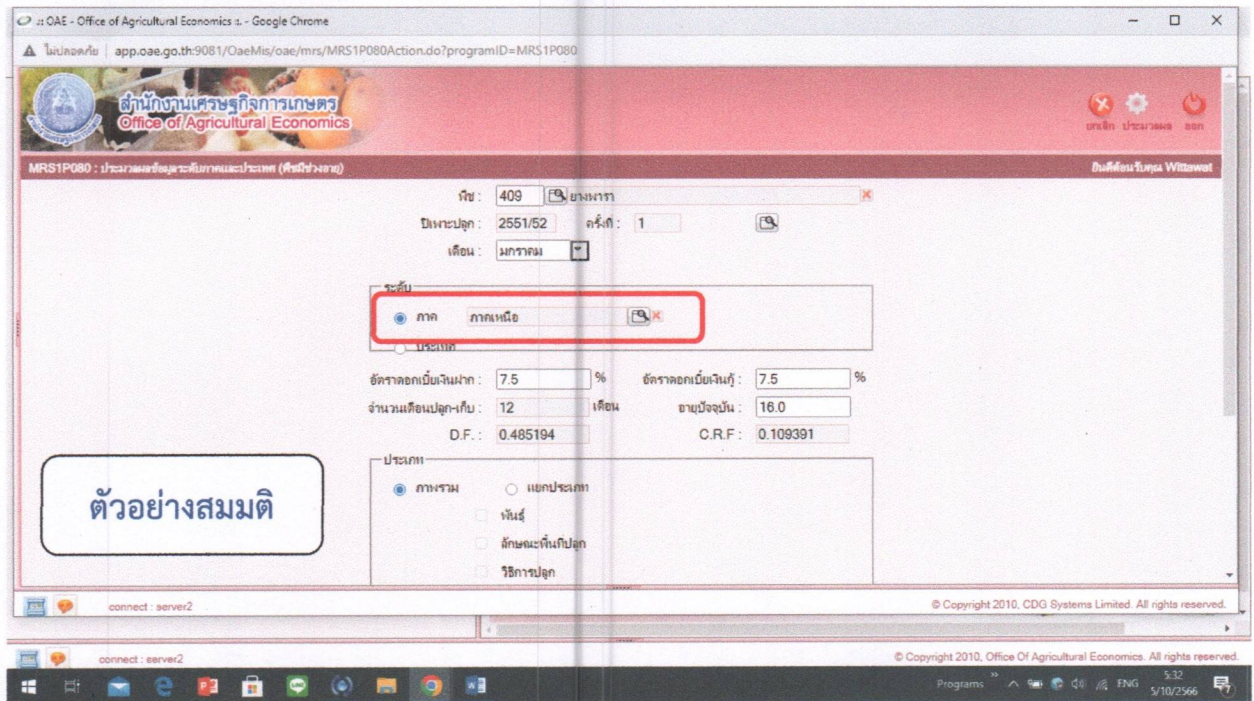 .:: OAE - Office of Agricultural Economics ::. - Google Chrome
ไม่ปลอดภัย | app.oae.go.th:9081/OaeMis/oae/mrs/MRS1P080Action.do?programID=MRS1P080
สำนักงานเศรษฐกิจการเกษตร
Office of Agricultural Economics
ยกเลิก ประมวลผล ออก
MRS1P080 : ประมวลผลข้อมูลระดับภาคและประเทศ (พืชมีช่วงอายุ) ยินดีต้อนรับคุณ Wittawat
พืช : 409 ยางพารา
ปีเพาะปลูก : 2551/52 ครั้งที่ : 1
เดือน : มกราคม
ระดับ
ภาค ภาคเหนือ
ประเทศ
อัตราดอกเบี้ยเงินฝาก : 7.5 % อัตราดอกเบี้ยเงินกู้ : 7.5 %
จำนวนเดือนปลูก-เก็บ : 12 เดือน อายุปัจจุบัน : 16.0
D.F. : 0.485194 C.R.F : 0.109391
ประเภท
ภาพรวม แยกประเภท
พันธุ์
ลักษณะพื้นที่ปลูก
วิธีการปลูก
ตัวอย่างสมมติ
connect : server2 © Copyright 2010, CDG Systems Limited. All rights reserved.
connect : server2 © Copyright 2010, Office Of Agricultural Economics. All rights reserved.
Programs ENG 5:32
5/10/2566